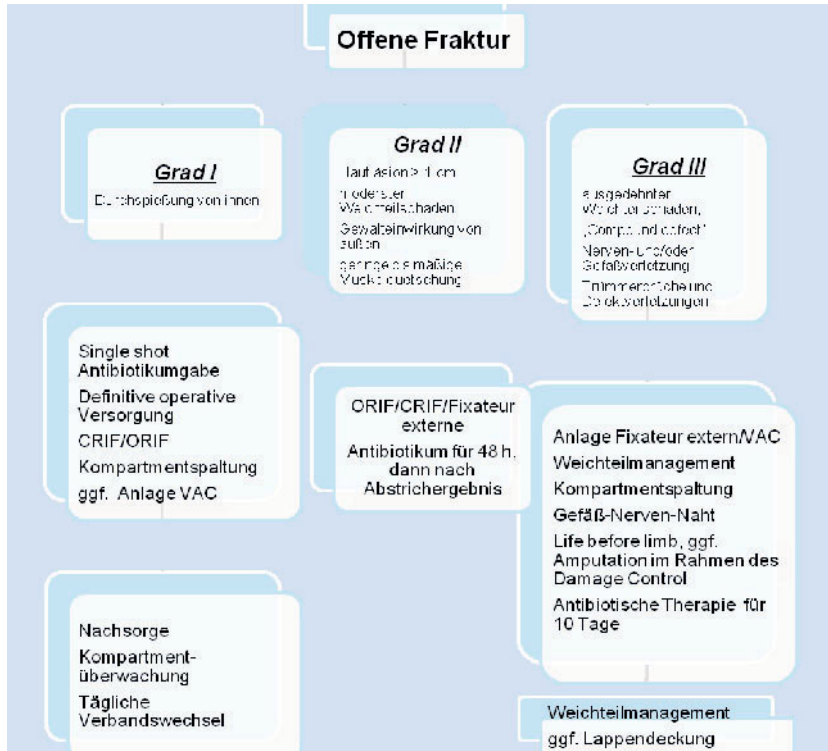 Offene Fraktur
Grad I
Durchspießung von innen
Grad II
Hautläsion > 1 cm
moderater
Weichteilschaden
Gewalteinwirkung von
außen
geringe bis mäßige
Muskelquetschung
Grad III
ausgedehnter
Weichteilschaden,
„Compound defect“
Nerven- und/oder
Gefäßverletzung
Trümmerbrüche und
Defektverletzungen
Single shot
Antibiotikumgabe
Definitive operative
Versorgung
CRIF/ORIF
Kompartmentspaltung
ggf. Anlage VAC
ORIF/CRIF/Fixateur
externe
Antibiotikum für 48 h,
dann nach
Abstrichergebnis
Anlage Fixateur extern/VAC
Weichteilmanagement
Kompartmentspaltung
Gefäß-Nerven-Naht
Life before limb, ggf.
Amputation im Rahmen des
Damage Control
Antibiotische Therapie für
10 Tage
Nachsorge
Kompartment-
überwachung
Tägliche
Verbandswechsel
Weichteilmanagement
ggf. Lappendeckung